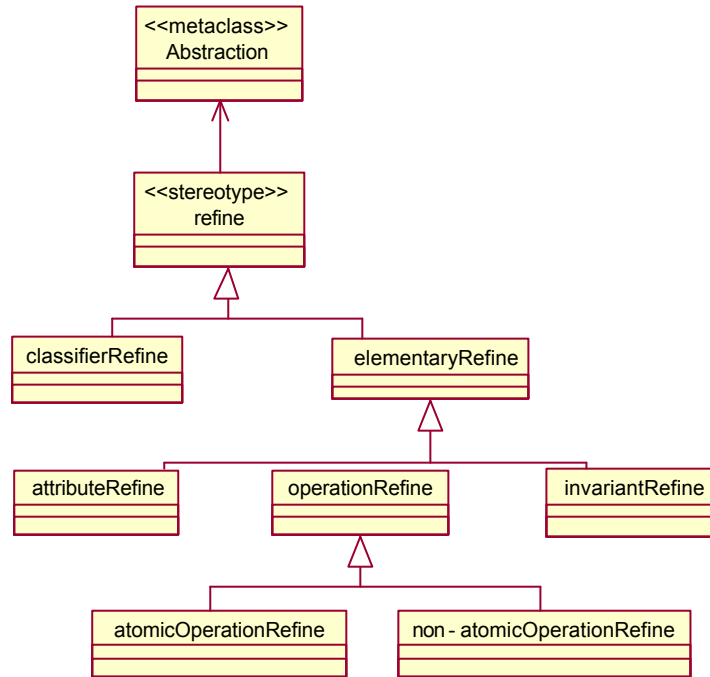 <<metaclass>>
Abstraction
<<stereotype>>
refine
classifierRefine
elementaryRefine
attributeRefine
operationRefine
invariantRefine
atomicOperationRefine
non - atomicOperationRefine